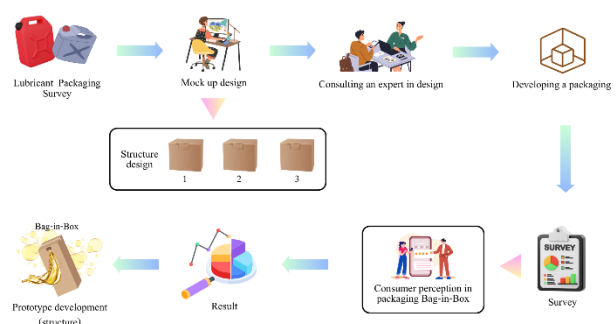 Lubricant Packaging
Survey
Mock up design
Consulting an expert in design
Developing a packaging
Structure
design
1
2
3
Bag-in-Box
Prototype development
(structure)
Result
Consumer perception in
packaging Bag-in-Box
SURVEY
Survey